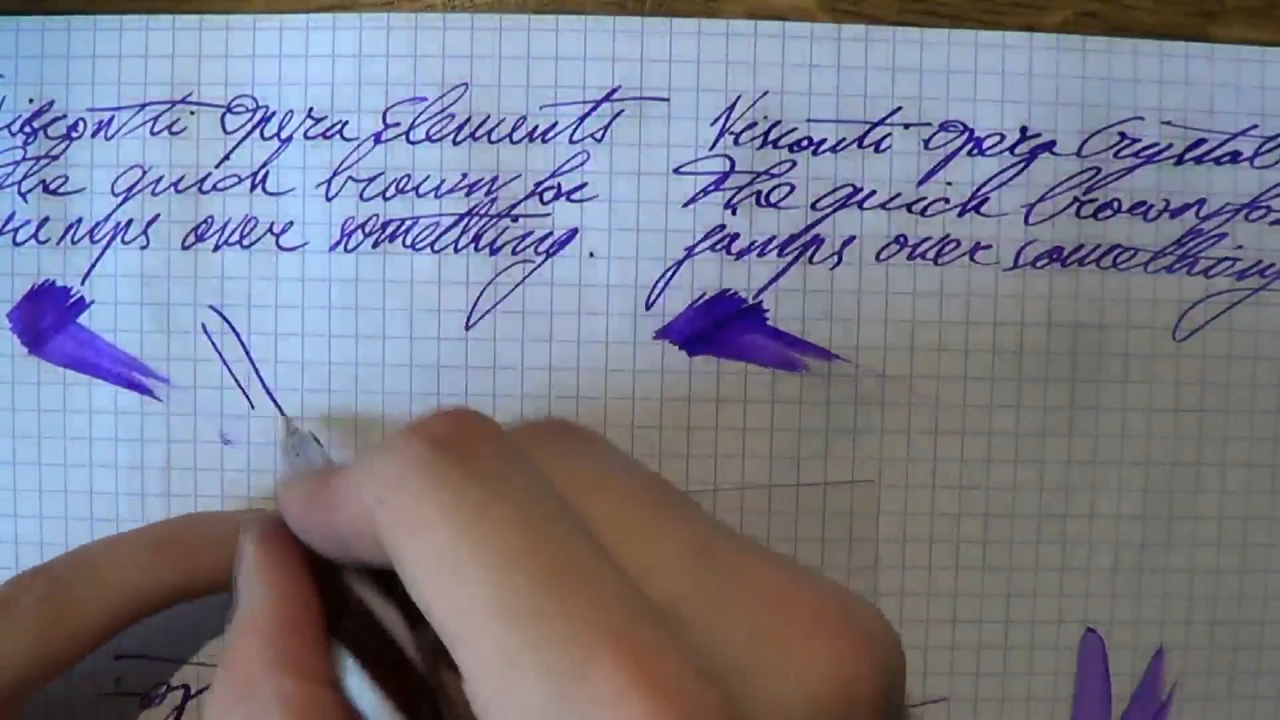 Visconti Opera Elements
The quick brown fox
jumps over something.
Visconti Opera Crystal
The quick brown fox
jumps over something